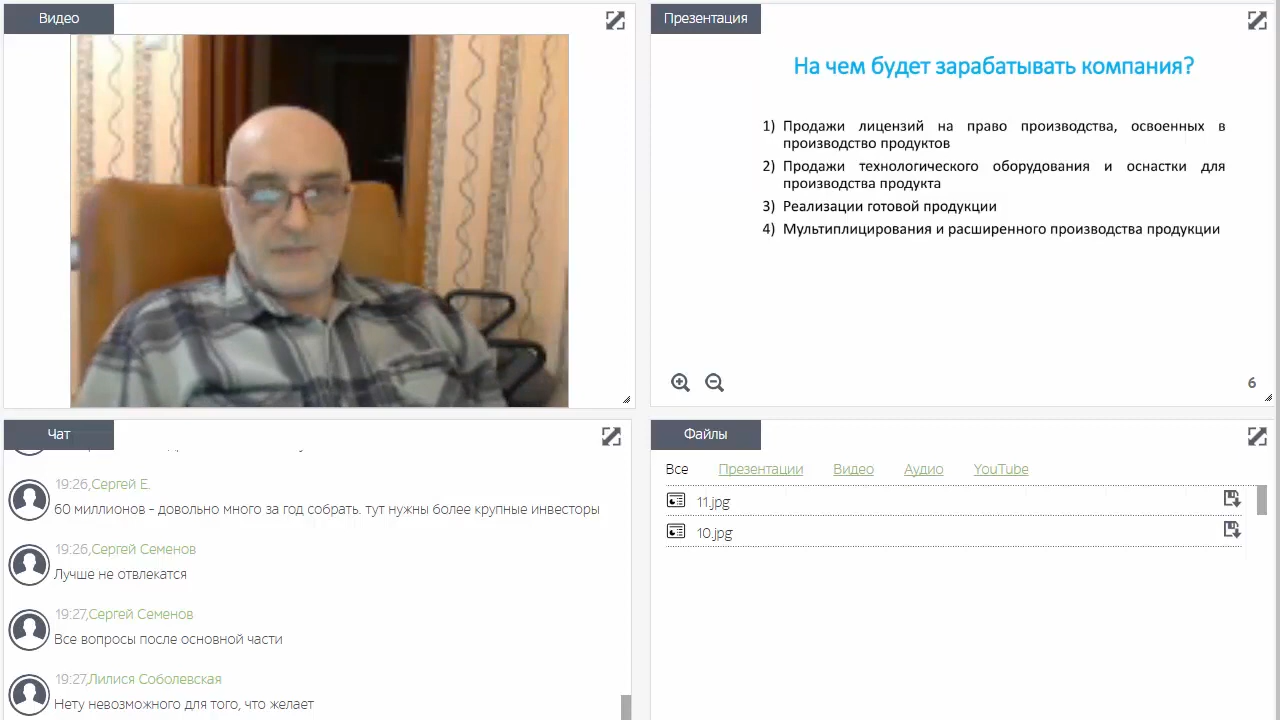 Видео
Презентация
На чем будет зарабатывать компания?
1) Продажи лицензий на право производства, освоенных в
производство продуктов
2) Продажи технологического оборудования и оснастки для
производства продукта
3) Реализации готовой продукции
4) Мультиплицирования и расширенного производства продукции
6
Чат
19:26,Сергей Е.
60 миллионов - довольно много за год собрать. тут нужны более крупные инвесторы
19:26,Сергей Семенов
Лучше не отвлекатся
19:27,Сергей Семенов
Все вопросы после основной части
19:27,Лилися Соболевская
Нету невозможного для того, что желает
Файлы
Все Презентации Видео Аудио YouTube
11.jpg
10.jpg